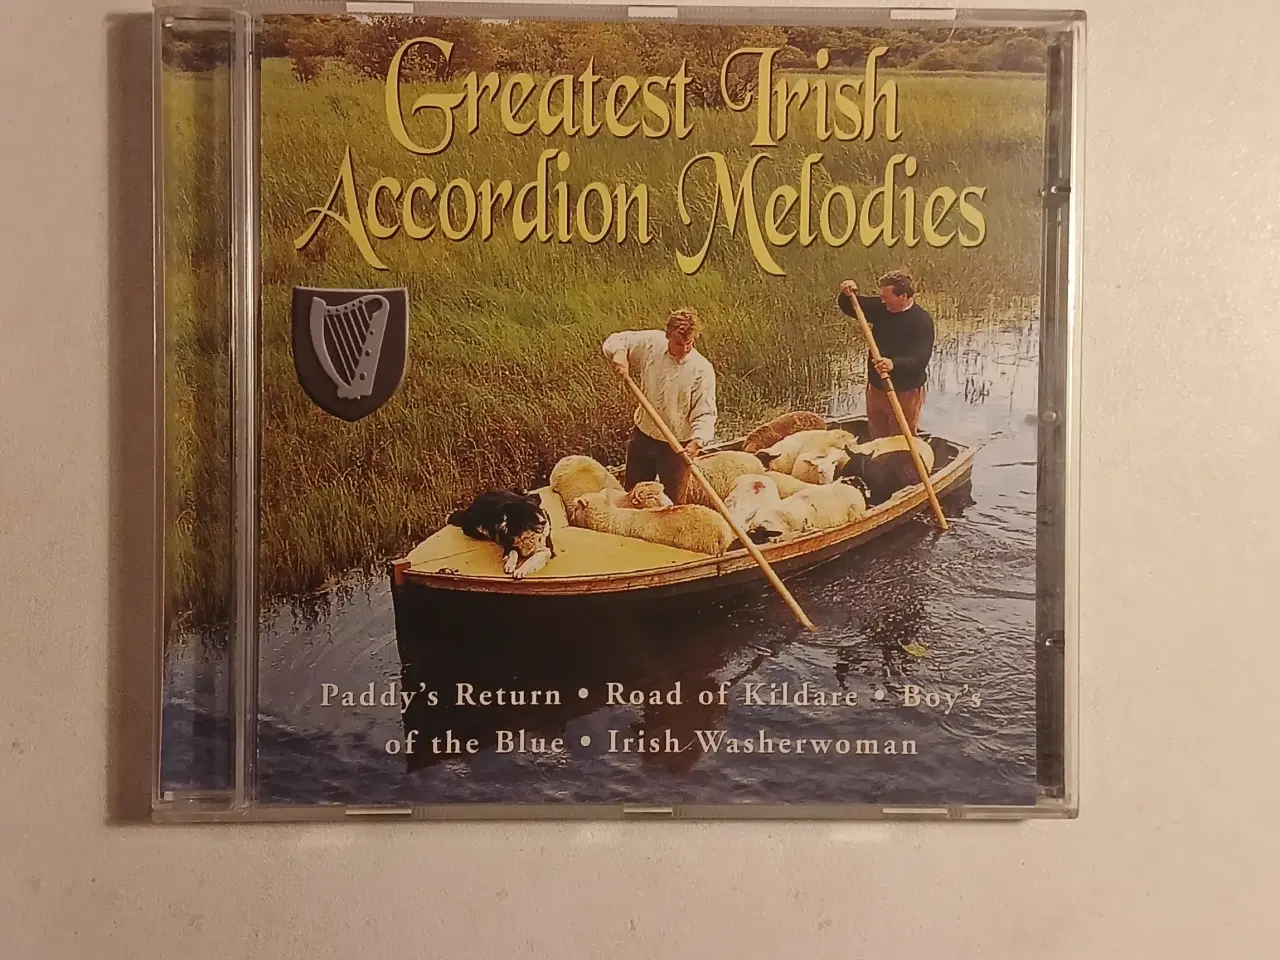 Greatest Irish
Accordion Melodies
Paddy's Return • Road of Kildare • Boy's
of the Blue • Irish Washerwoman